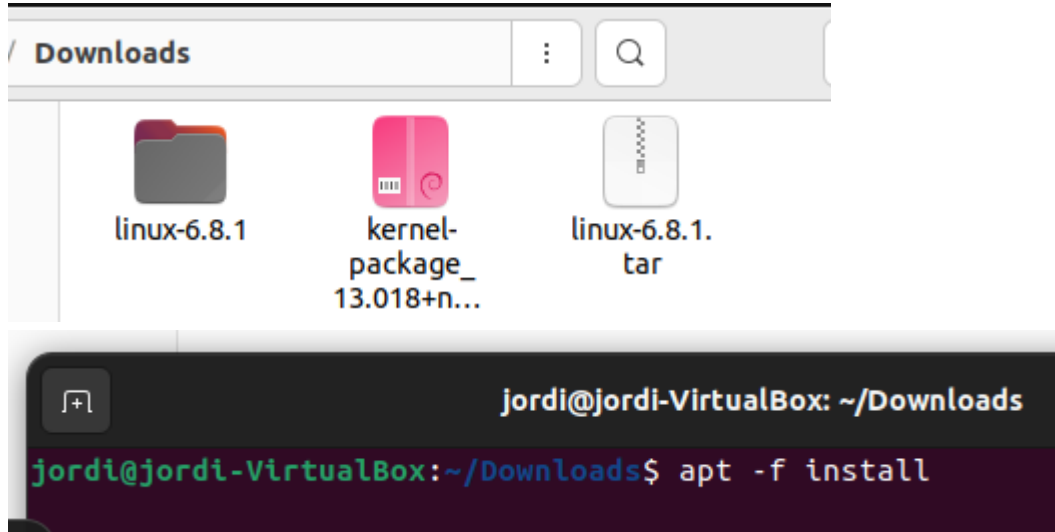 / Downloads
linux-6.8.1
kernel-
package_
13.018+n...
linux-6.8.1.
tar
jordi@jordi-VirtualBox: ~/Downloads
jordi@jordi-VirtualBox:~/Downloads$ apt -f install